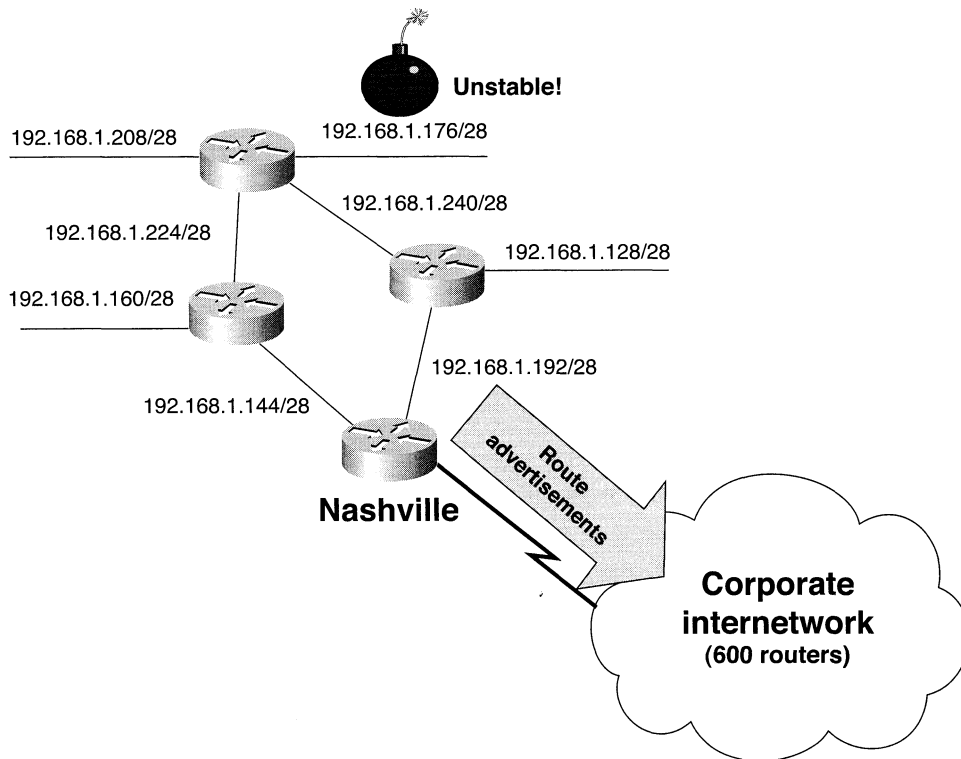 Unstable!
192.168.1.208/28
192.168.1.176/28
192.168.1.240/28
192.168.1.224/28
192.168.1.128/28
192.168.1.160/28
192.168.1.192/28
192.168.1.144/28
Route
advertisements
Nashville
Corporate
internetwork
(600 routers)